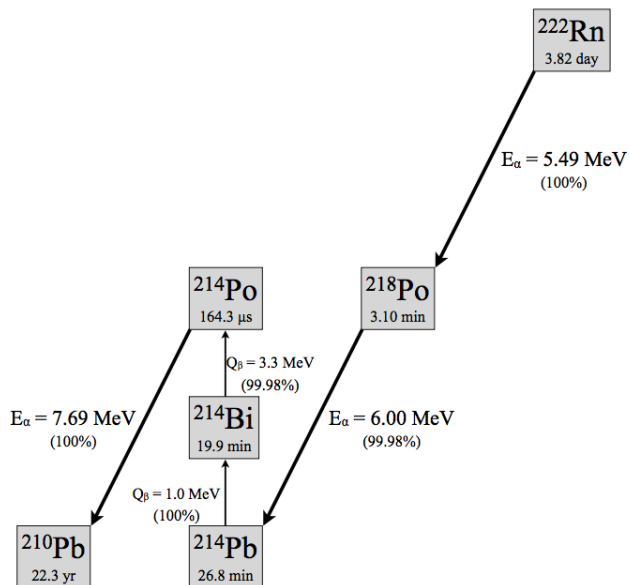 ²²²Rn
3.82 day
Eα = 5.49 MeV
(100%)
²¹⁴Po
164.3 µs
²¹⁸Po
3.10 min
Qβ = 3.3 MeV
(99.98%)
Eα = 7.69 MeV
(100%)
²¹⁴Bi
19.9 min
Eα = 6.00 MeV
(99.98%)
Qβ = 1.0 MeV
(100%)
²¹⁰Pb
22.3 yr
²¹⁴Pb
26.8 min